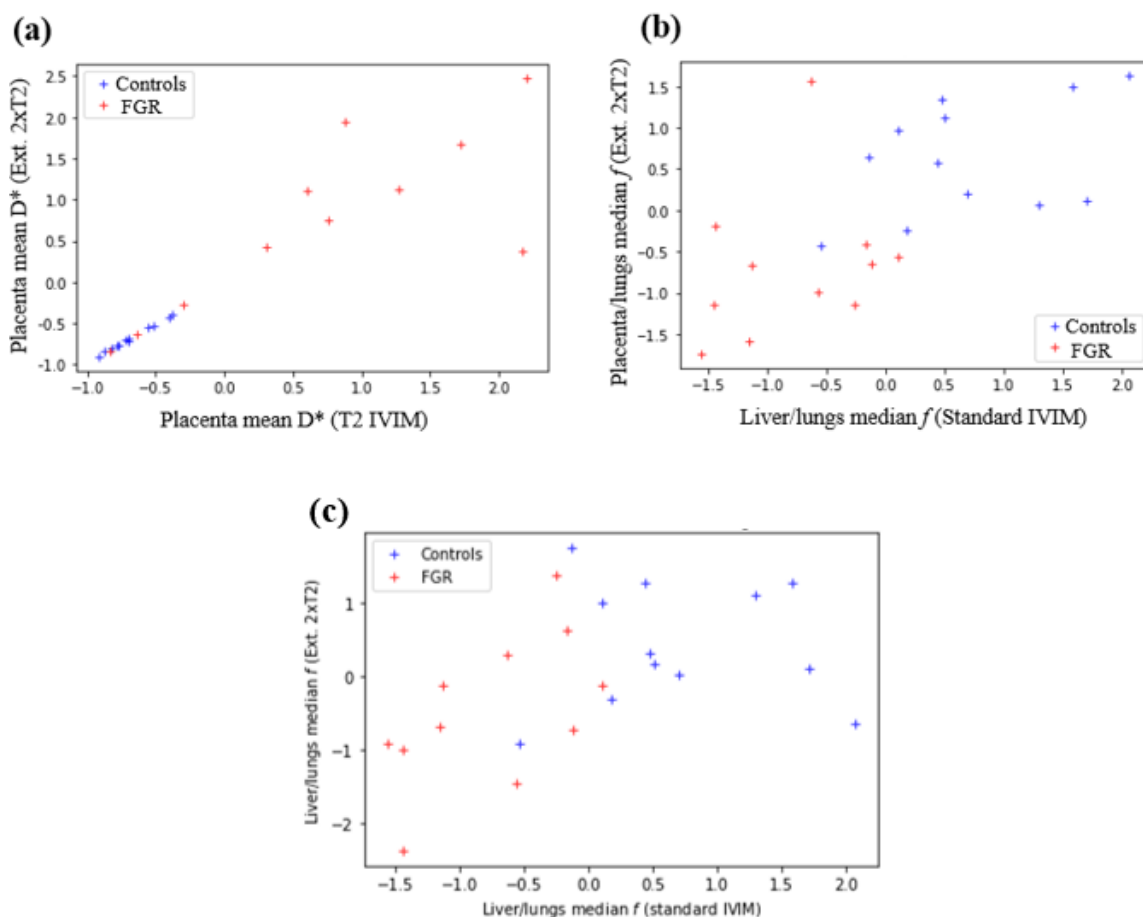 (a)
Placenta mean D* (Ext. 2xT2)
2.5
2.0
1.5
1.0
0.5
0.0
-0.5
-1.0
Controls
FGR
-1.0 -0.5 0.0 0.5 1.0 1.5 2.0
Placenta mean D* (T2 IVIM)
(b)
Placenta/lungs median f (Ext. 2xT2)
1.5
1.0
0.5
0.0
-0.5
-1.0
-1.5
Controls
FGR
-1.5 -1.0 -0.5 0.0 0.5 1.0 1.5 2.0
Liver/lungs median f (Standard IVIM)
(c)
Liver/lungs median f (Ext. 2xT2)
1
0
-1
-2
Controls
FGR
-1.5 -1.0 -0.5 0.0 0.5 1.0 1.5 2.0
Liver/lungs median f (standard IVIM)